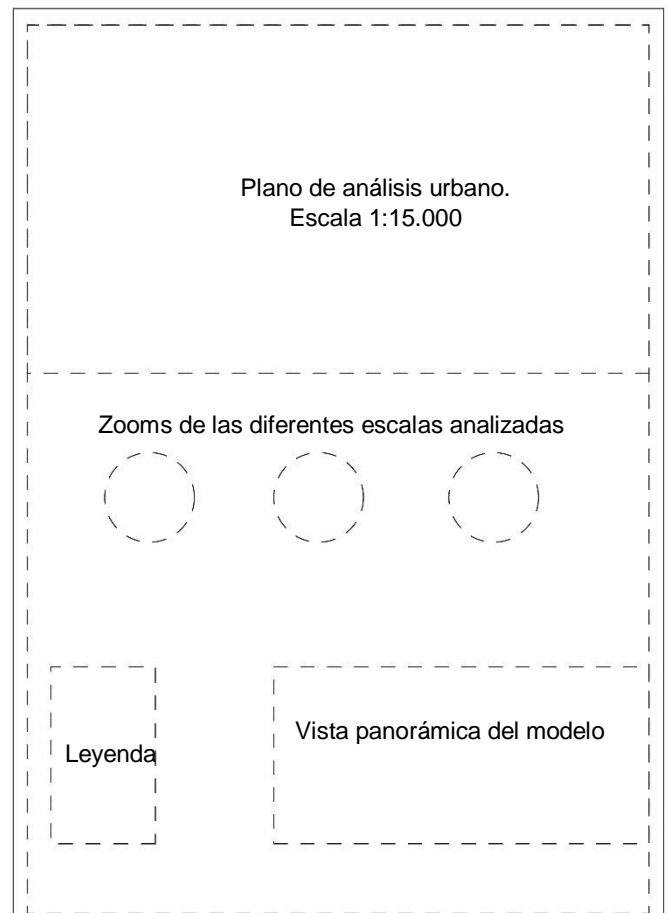 Plano de análisis urbano.
Escala 1:15.000
Zooms de las diferentes escalas analizadas
Leyenda
Vista panorámica del modelo